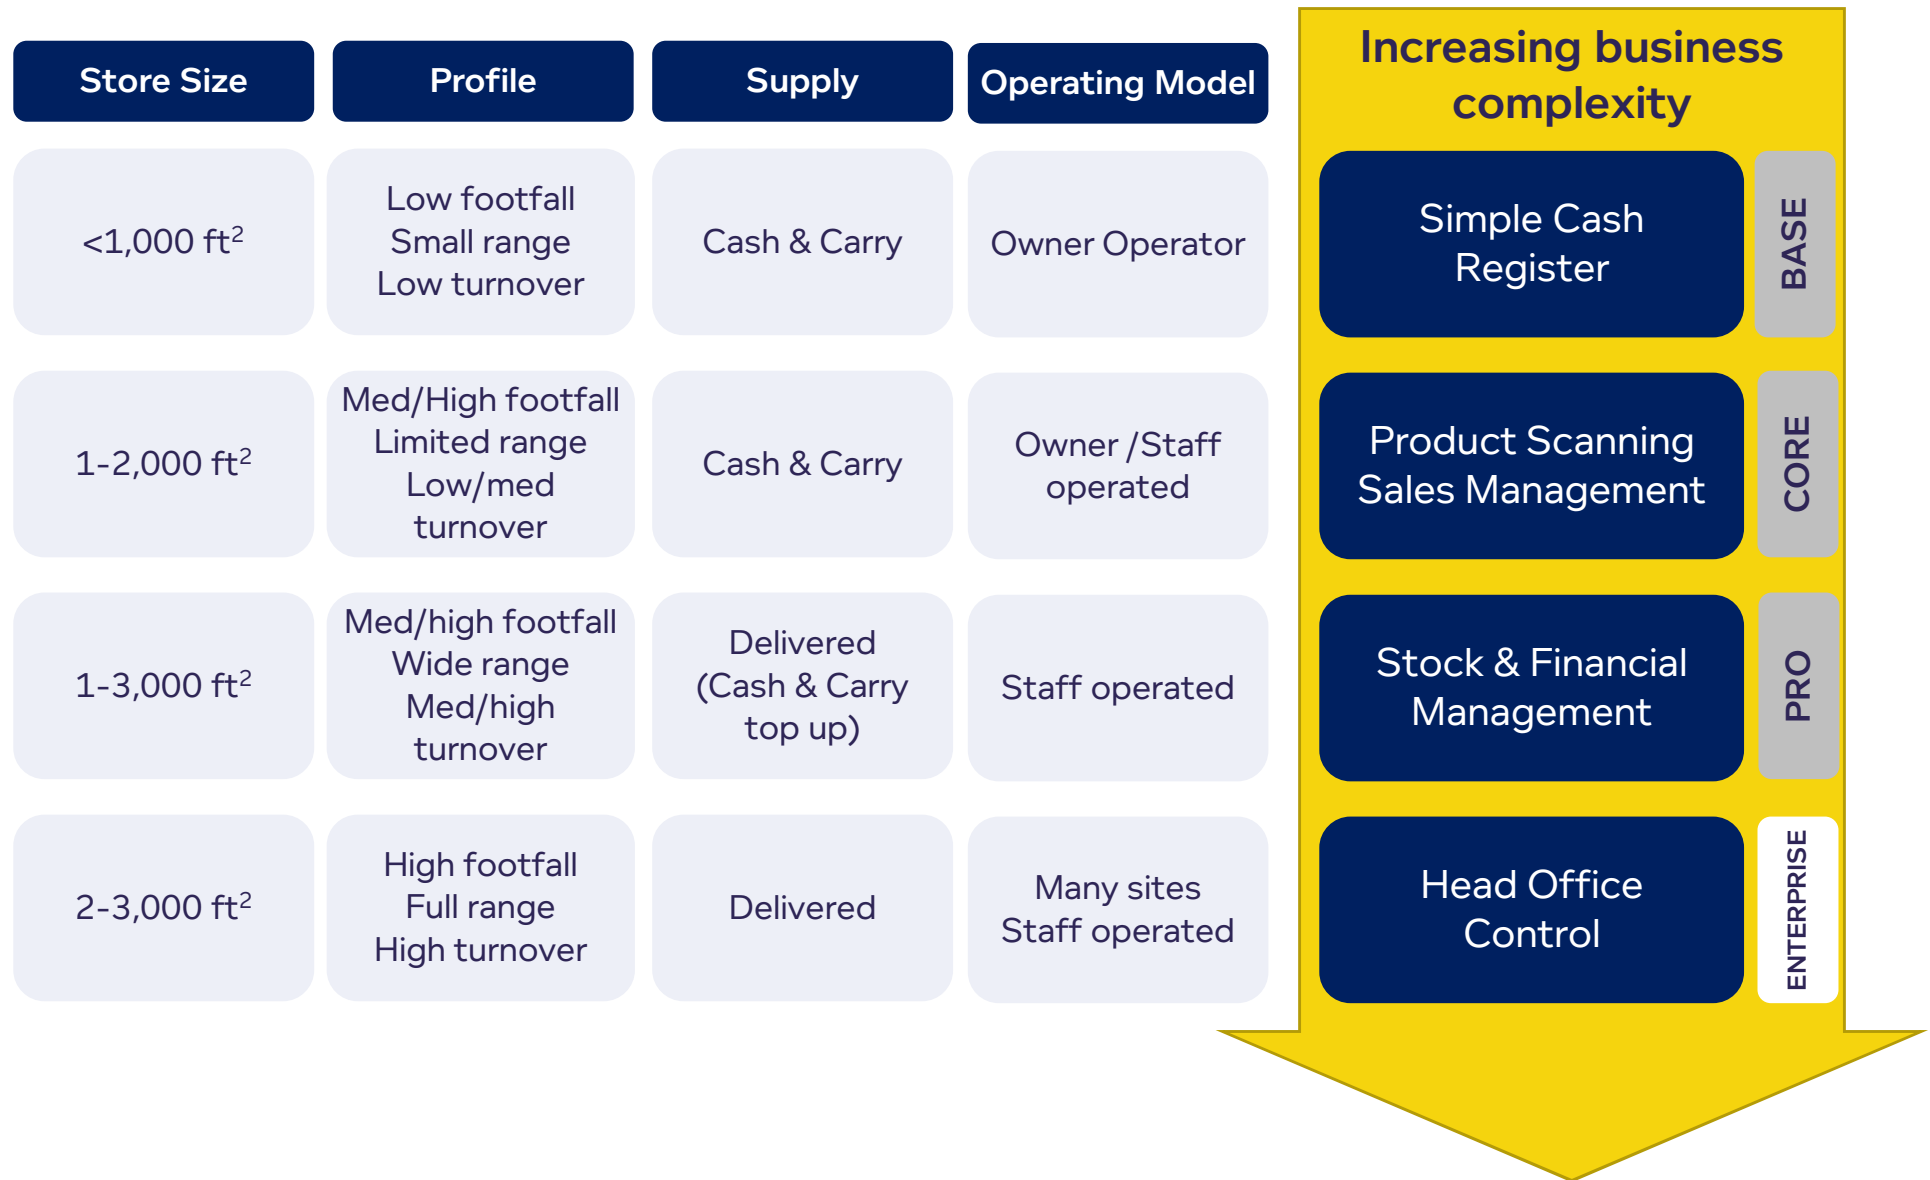 Store Size
Profile
Supply
Operating Model
Increasing business
complexity
<1,000 ft²
Low footfall
Small range
Low turnover
Cash & Carry
Owner Operator
Simple Cash
Register
BASE
1-2,000 ft²
Med/High footfall
Limited range
Low/med
turnover
Cash & Carry
Owner /Staff
operated
Product Scanning
Sales Management
CORE
1-3,000 ft²
Med/high footfall
Wide range
Med/high
turnover
Delivered
(Cash & Carry
top up)
Staff operated
Stock & Financial
Management
PRO
2-3,000 ft²
High footfall
Full range
High turnover
Delivered
Many sites
Staff operated
Head Office
Control
ENTERPRISE